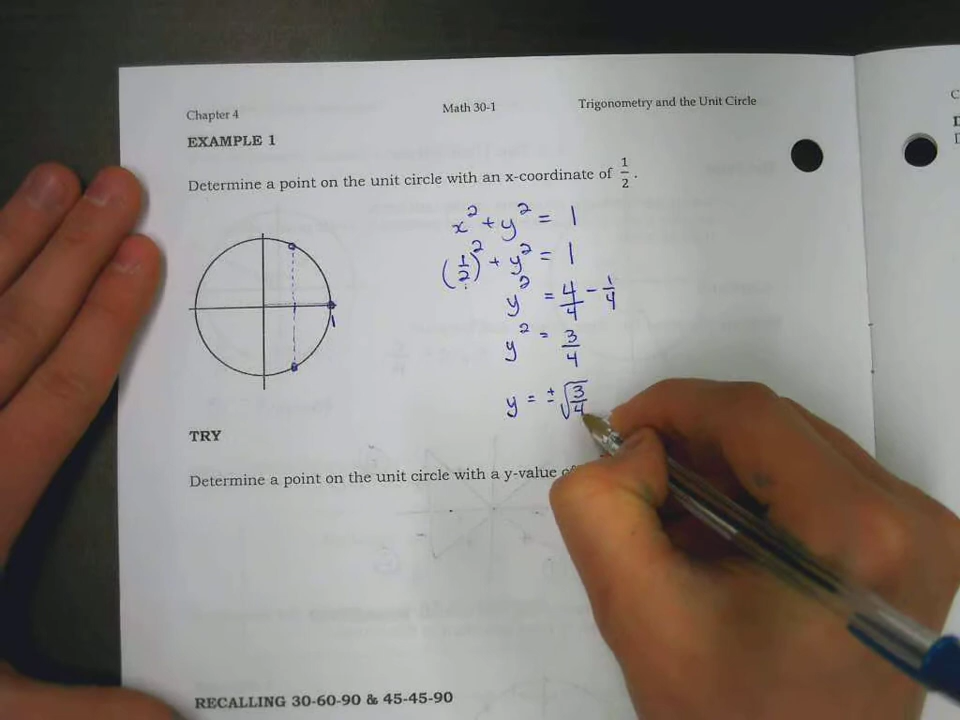 Chapter 4 Math 30-1 Trigonometry and the Unit Circle
EXAMPLE 1
Determine a point on the unit circle with an x-coordinate of 1/2.
x² + y² = 1
(1/2)² + y² = 1
y² = 4/4 - 1/4
y² = 3/4
y = ± √(3/4)
1
TRY
Determine a point on the unit circle with a y-value
RECALLING 30-60-90 & 45-45-90